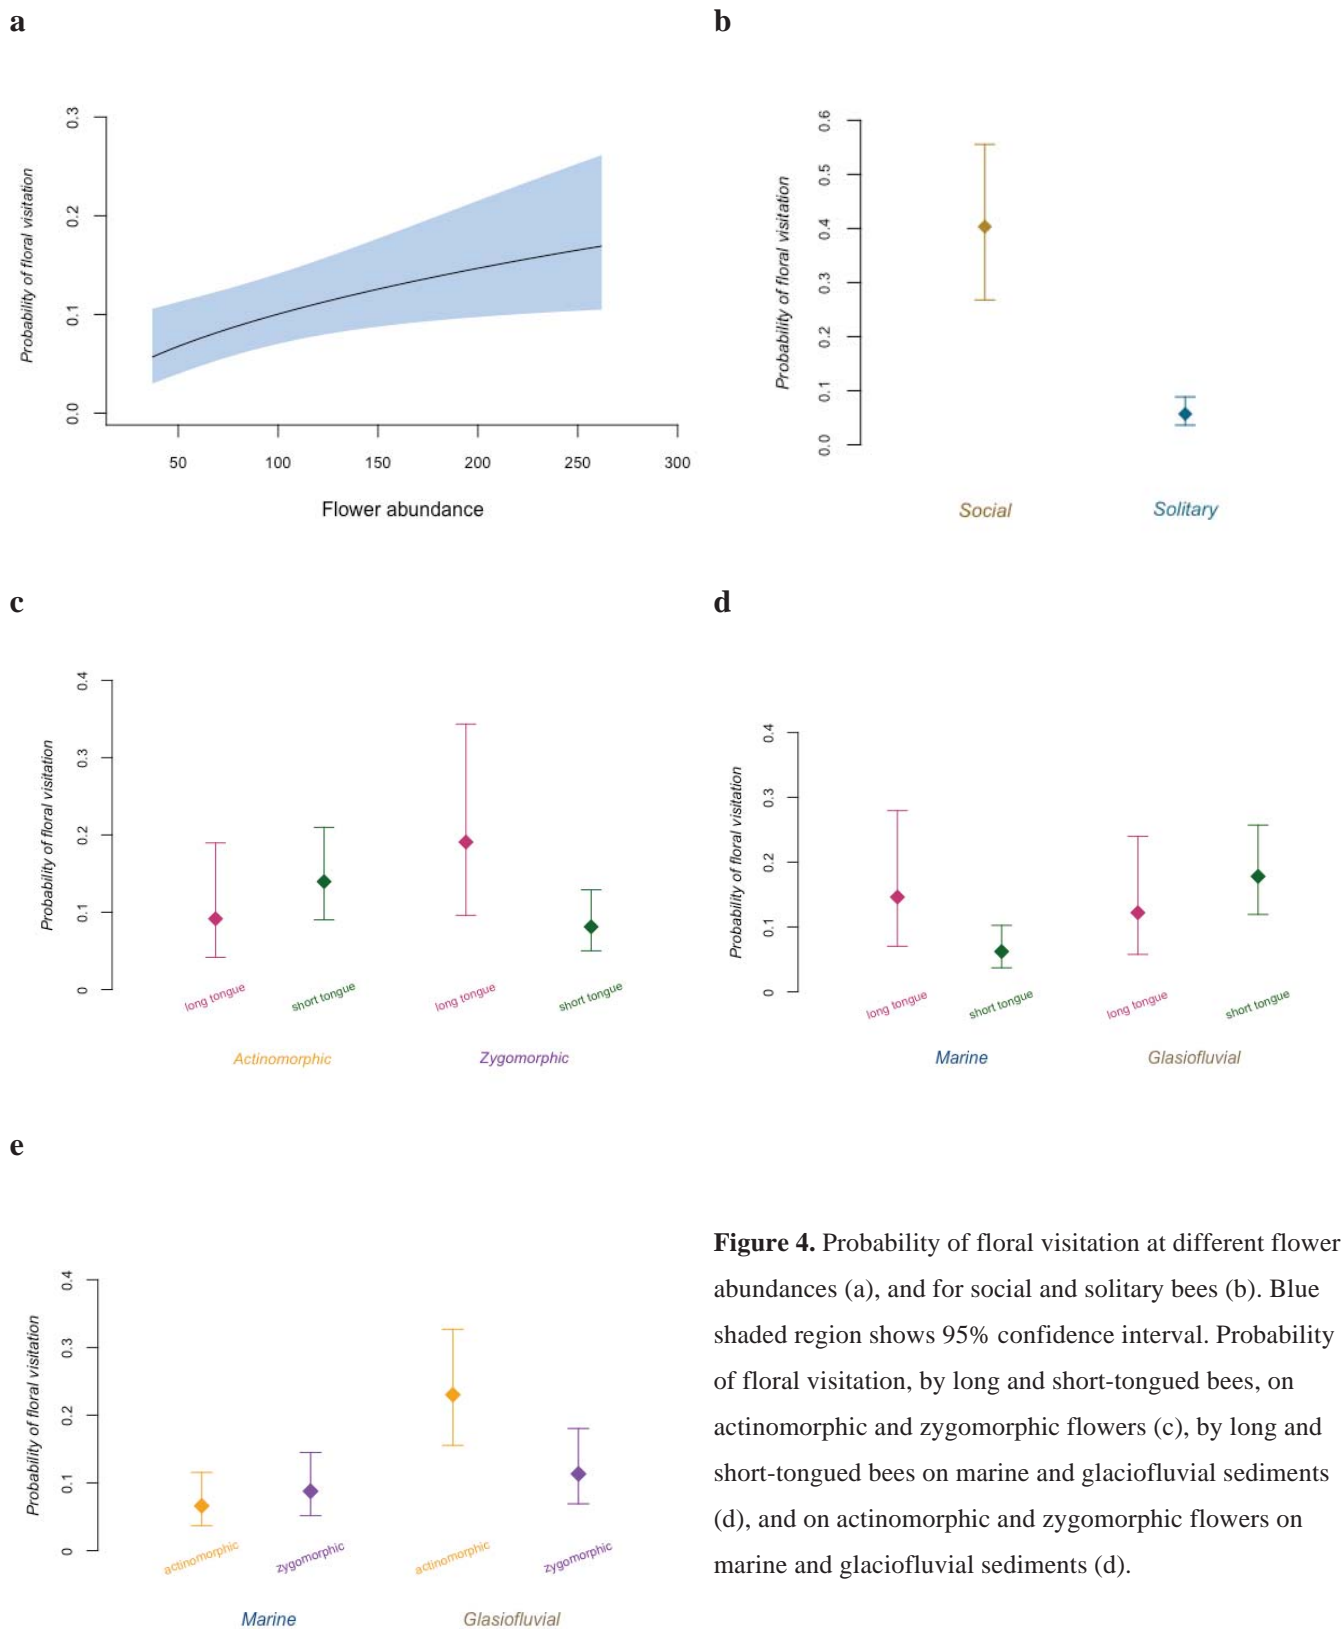 a
Probability of floral visitation
0.3
0.2
0.1
0.0
50 100 150 200 250 300
Flower abundance
b
Probability of floral visitation
0.6
0.5
0.4
0.3
0.2
0.1
0.0
Social Solitary
c
Probability of floral visitation
0.4
0.3
0.2
0.1
0
long tongue short tongue long tongue short tongue
Actinomorphic Zygomorphic
d
Probability of floral visitation
0.4
0.3
0.2
0.1
0
long tongue short tongue long tongue short tongue
Marine Glasiofluvial
e
Probability of floral visitation
0.4
0.3
0.2
0.1
0
actinomorphic zygomorphic actinomorphic zygomorphic
Marine Glasiofluvial
Figure 4. Probability of floral visitation at different flower
abundances (a), and for social and solitary bees (b). Blue
shaded region shows 95% confidence interval. Probability
of floral visitation, by long and short-tongued bees, on
actinomorphic and zygomorphic flowers (c), by long and
short-tongued bees on marine and glaciofluvial sediments
(d), and on actinomorphic and zygomorphic flowers on
marine and glaciofluvial sediments (d).